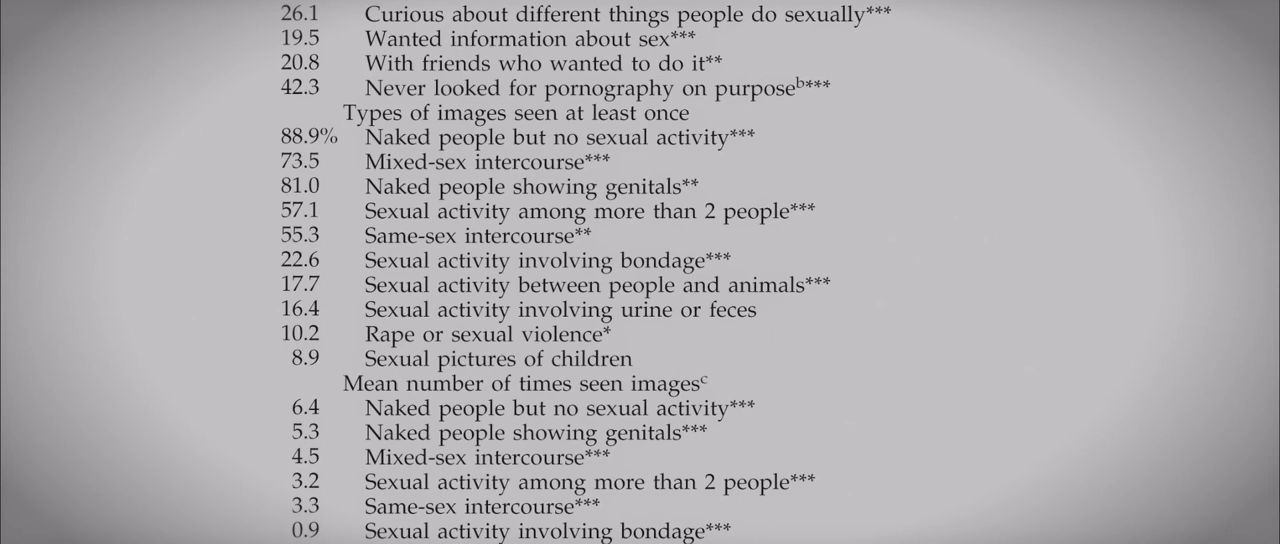 26.1 Curious about different things people do sexually***
19.5 Wanted information about sex***
20.8 With friends who wanted to do it**
42.3 Never looked for pornography on purposeᵇ***
Types of images seen at least once
88.9% Naked people but no sexual activity***
73.5 Mixed-sex intercourse***
81.0 Naked people showing genitals**
57.1 Sexual activity among more than 2 people***
55.3 Same-sex intercourse**
22.6 Sexual activity involving bondage***
17.7 Sexual activity between people and animals***
16.4 Sexual activity involving urine or feces
10.2 Rape or sexual violence*
8.9 Sexual pictures of children
Mean number of times seen imagesᶜ
6.4 Naked people but no sexual activity***
5.3 Naked people showing genitals***
4.5 Mixed-sex intercourse***
3.2 Sexual activity among more than 2 people***
3.3 Same-sex intercourse***
0.9 Sexual activity involving bondage***